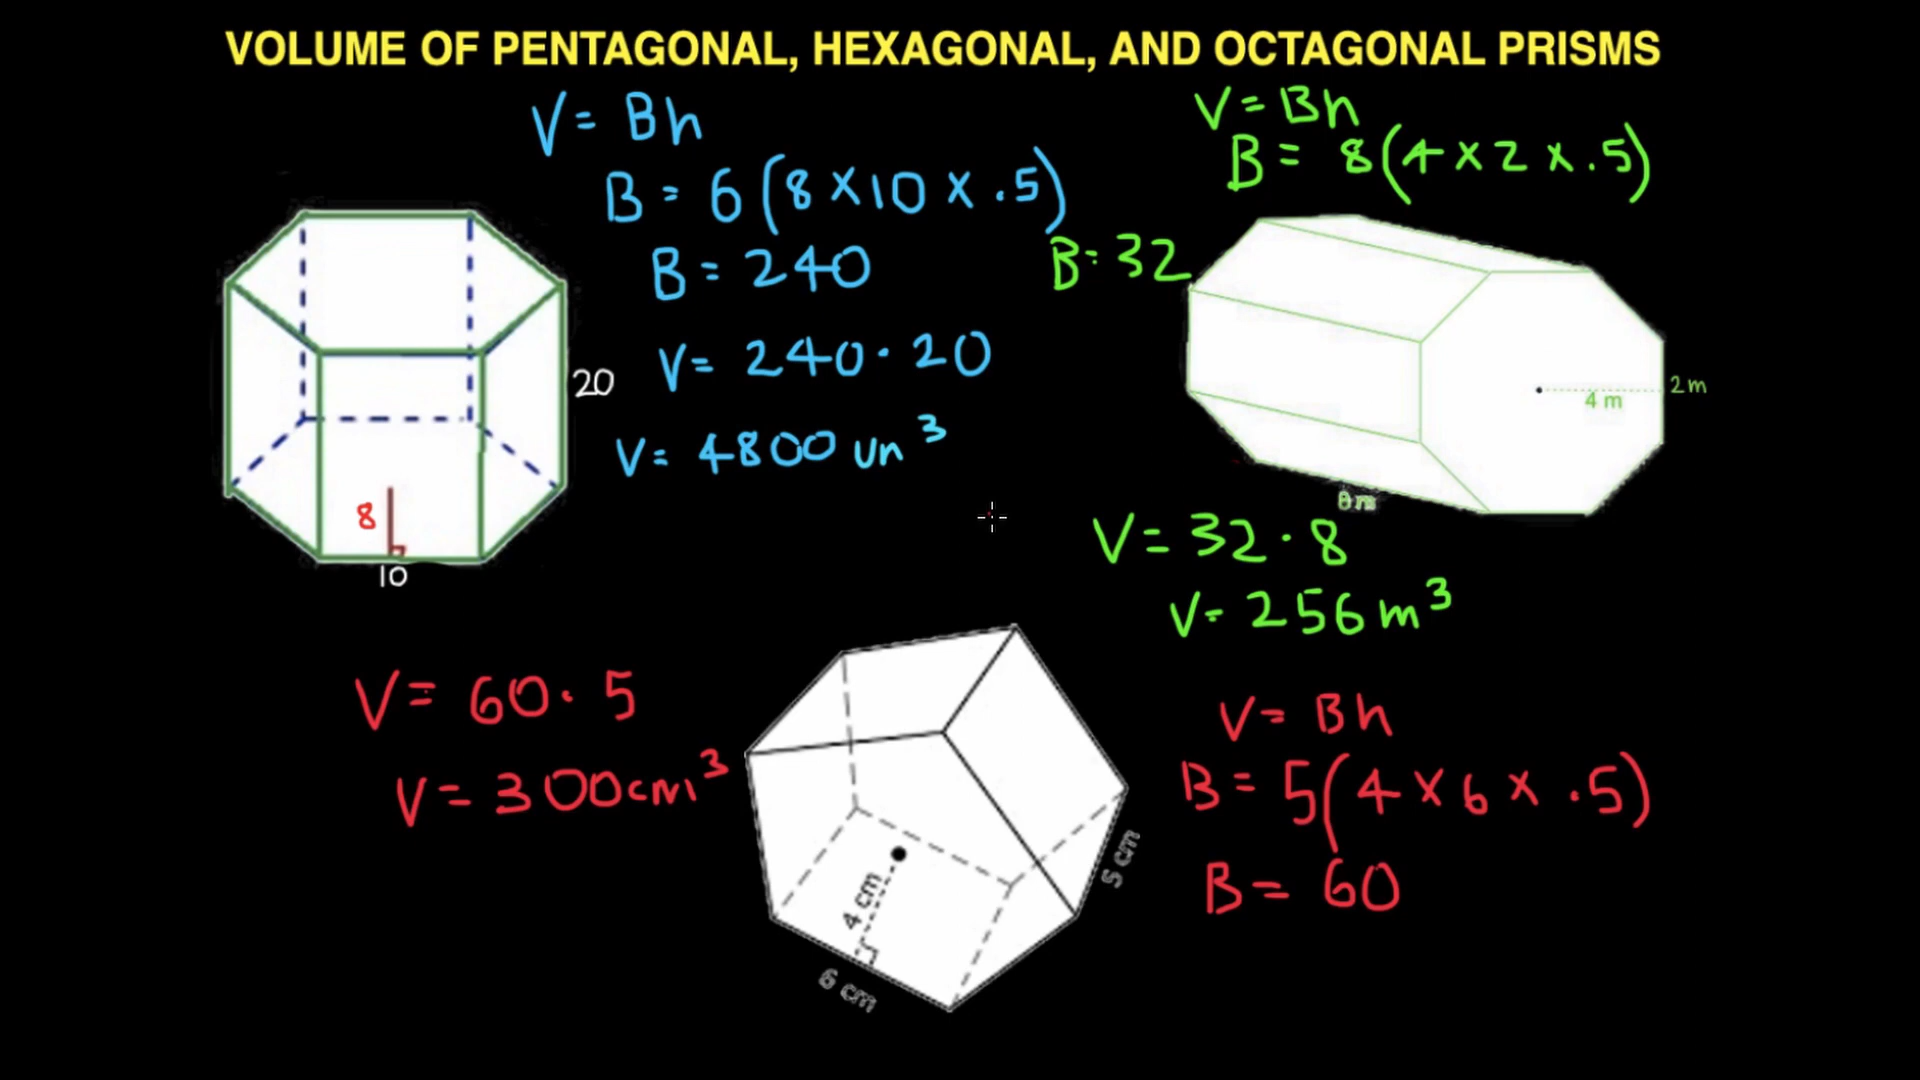 VOLUME OF PENTAGONAL, HEXAGONAL, AND OCTAGONAL PRISMS
V = Bh
B = 6 (8 × 10 × .5)
B = 240
V = 240 · 20
V = 4800 un³
20
8
10
V = Bh
B = 8(4 × 2 × .5)
B = 32
2 m
4 m
8 m
V = 32 · 8
V = 256 m³
V = 60 · 5
V = 300cm³
4 cm
6 cm
5 cm
V = Bh
B = 5(4 × 6 × .5)
B = 60